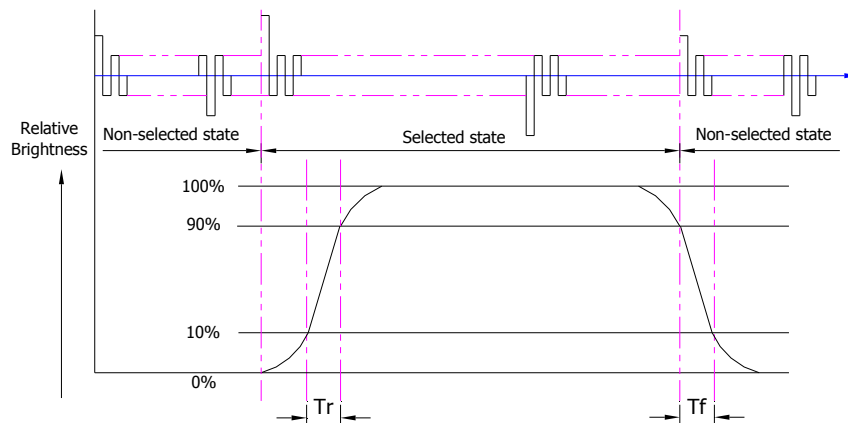 Relative
Brightness
Non-selected state
Selected state
Non-selected state
100%
90%
10%
0%
Tr
Tf